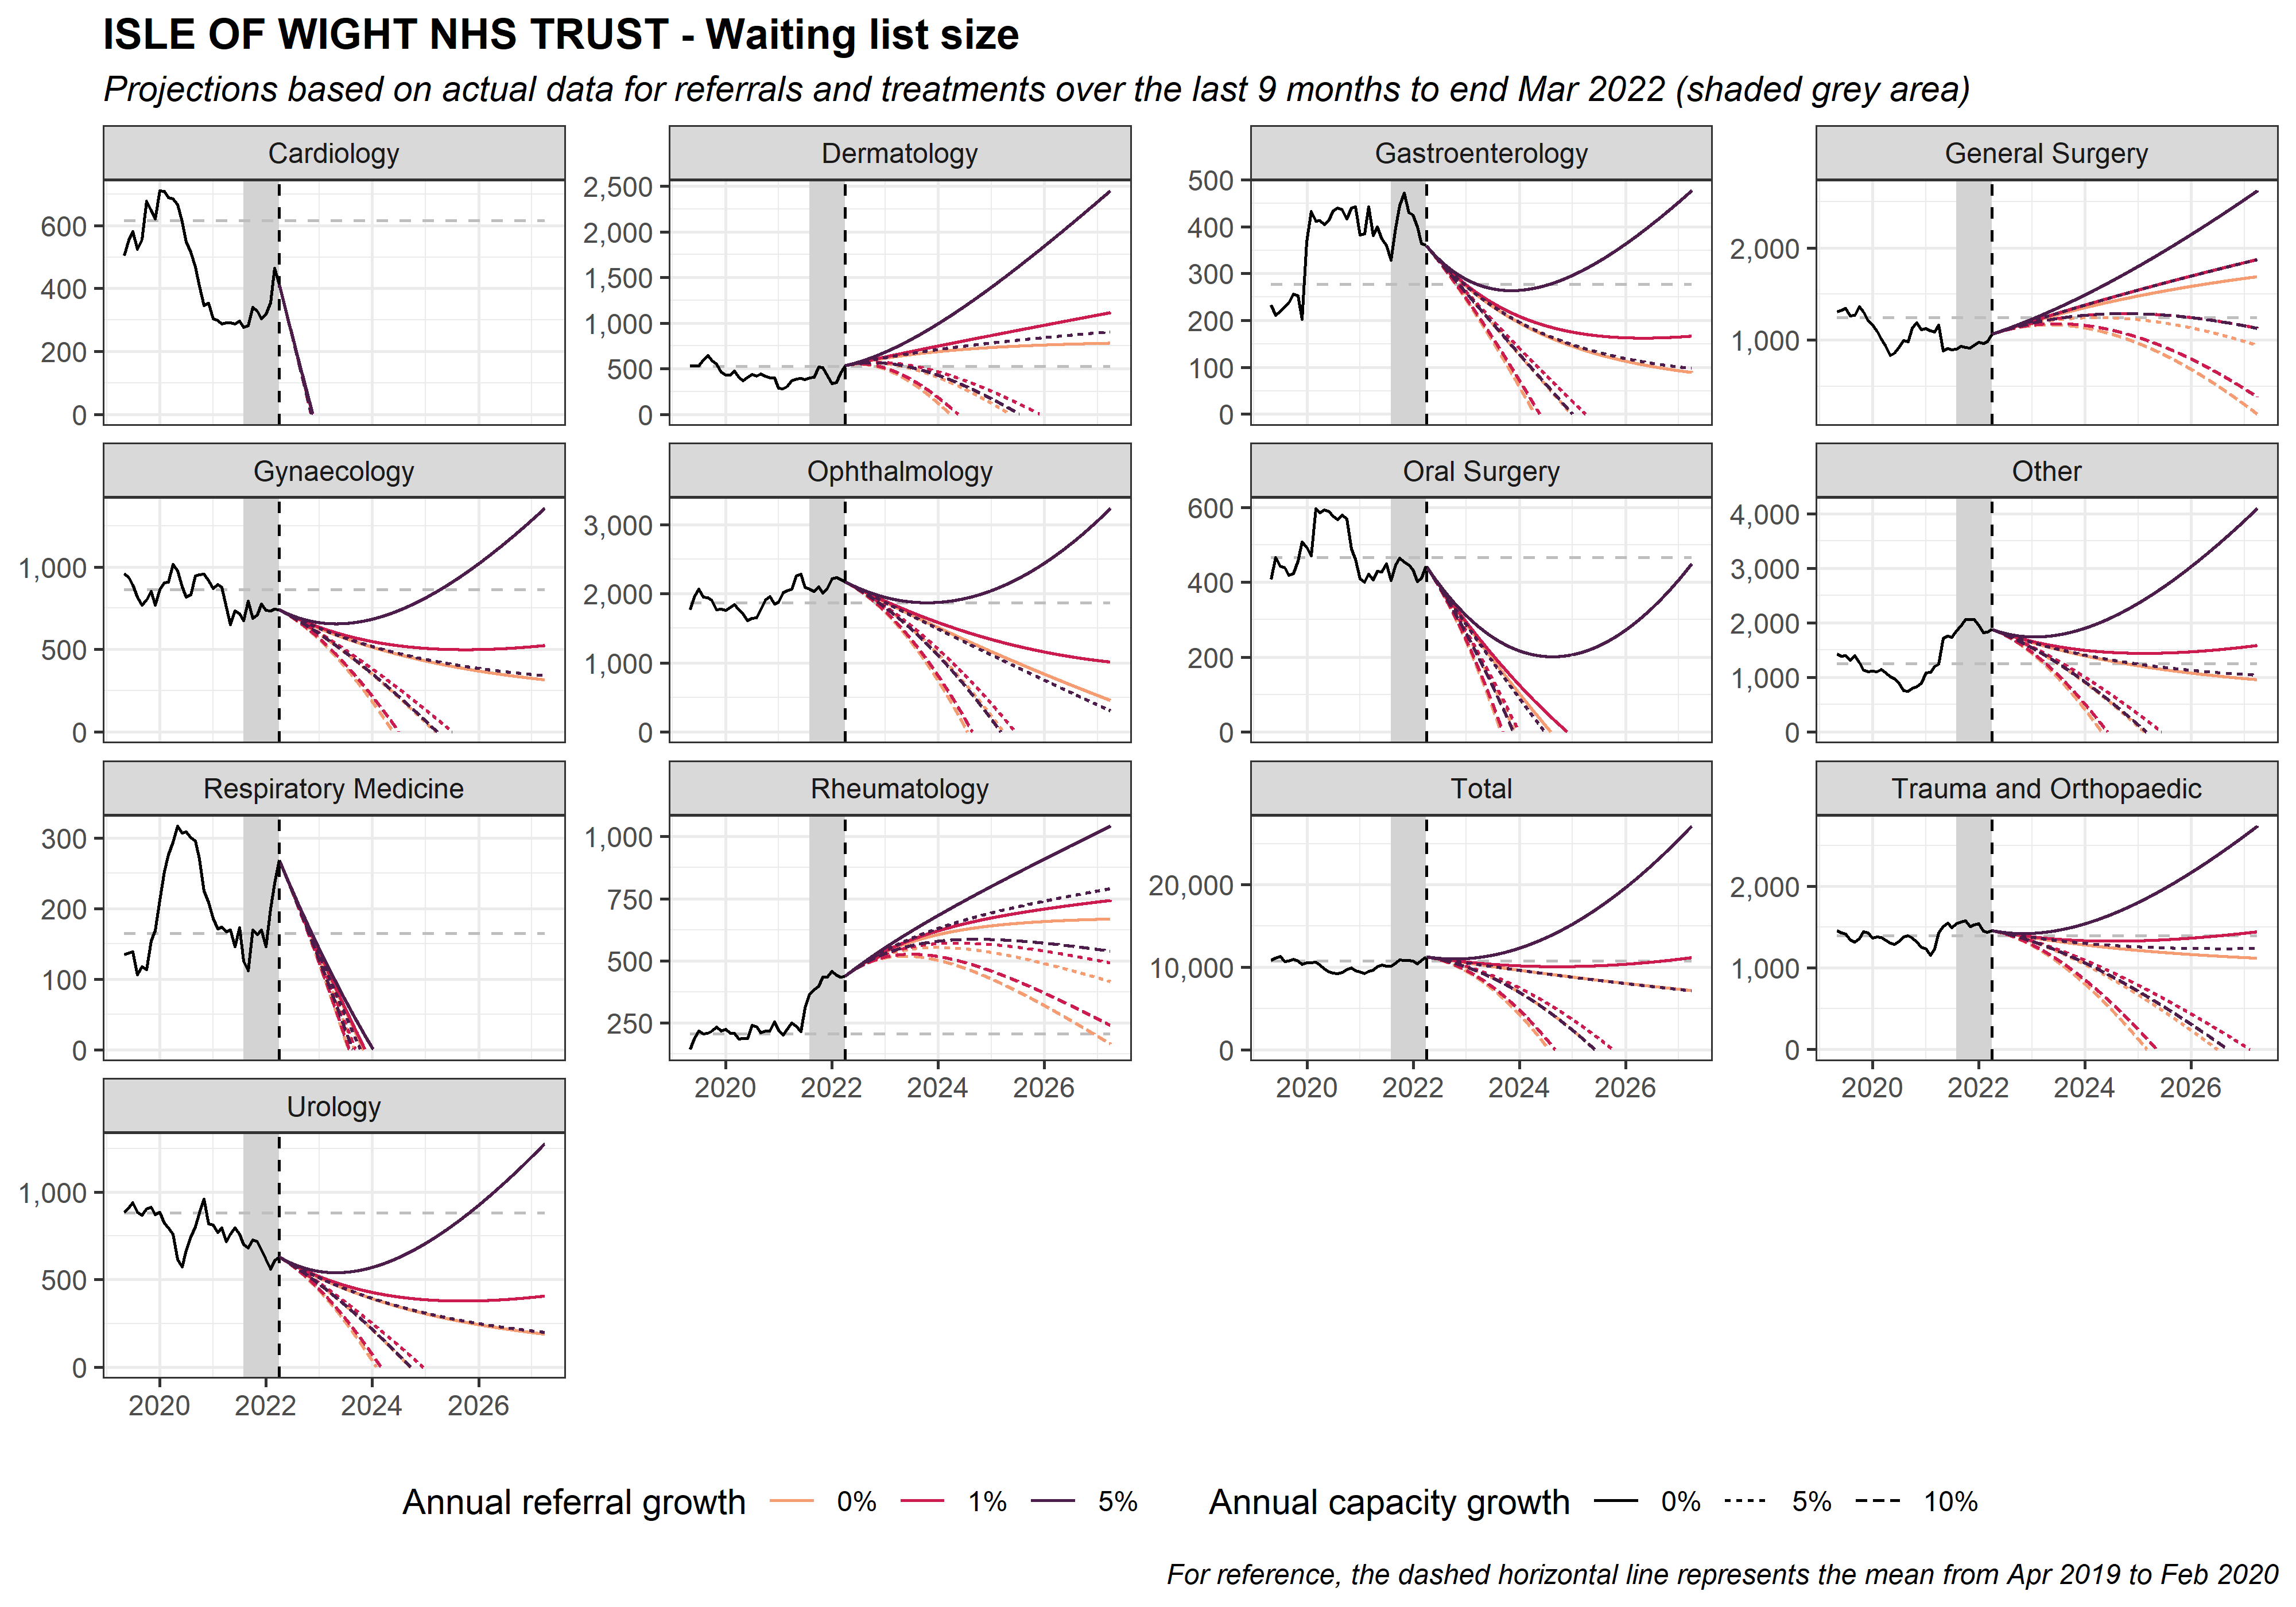 ISLE OF WIGHT NHS TRUST - Waiting list size
Projections based on actual data for referrals and treatments over the last 9 months to end Mar 2022 (shaded grey area)
Cardiology
600
400
200
0
Dermatology
2,500
2,000
1,500
1,000
500
0
Gastroenterology
500
400
300
200
100
0
General Surgery
2,000
1,000
Gynaecology
1,000
500
0
Ophthalmology
3,000
2,000
1,000
0
Oral Surgery
600
400
200
0
Other
4,000
3,000
2,000
1,000
0
Respiratory Medicine
300
200
100
0
Rheumatology
1,000
750
500
250
2020 2022 2024 2026
Total
20,000
10,000
0
2020 2022 2024 2026
Trauma and Orthopaedic
2,000
1,000
0
2020 2022 2024 2026
Urology
1,000
500
0
2020 2022 2024 2026
Annual referral growth 0% 1% 5% Annual capacity growth 0% 5% 10%
For reference, the dashed horizontal line represents the mean from Apr 2019 to Feb 2020